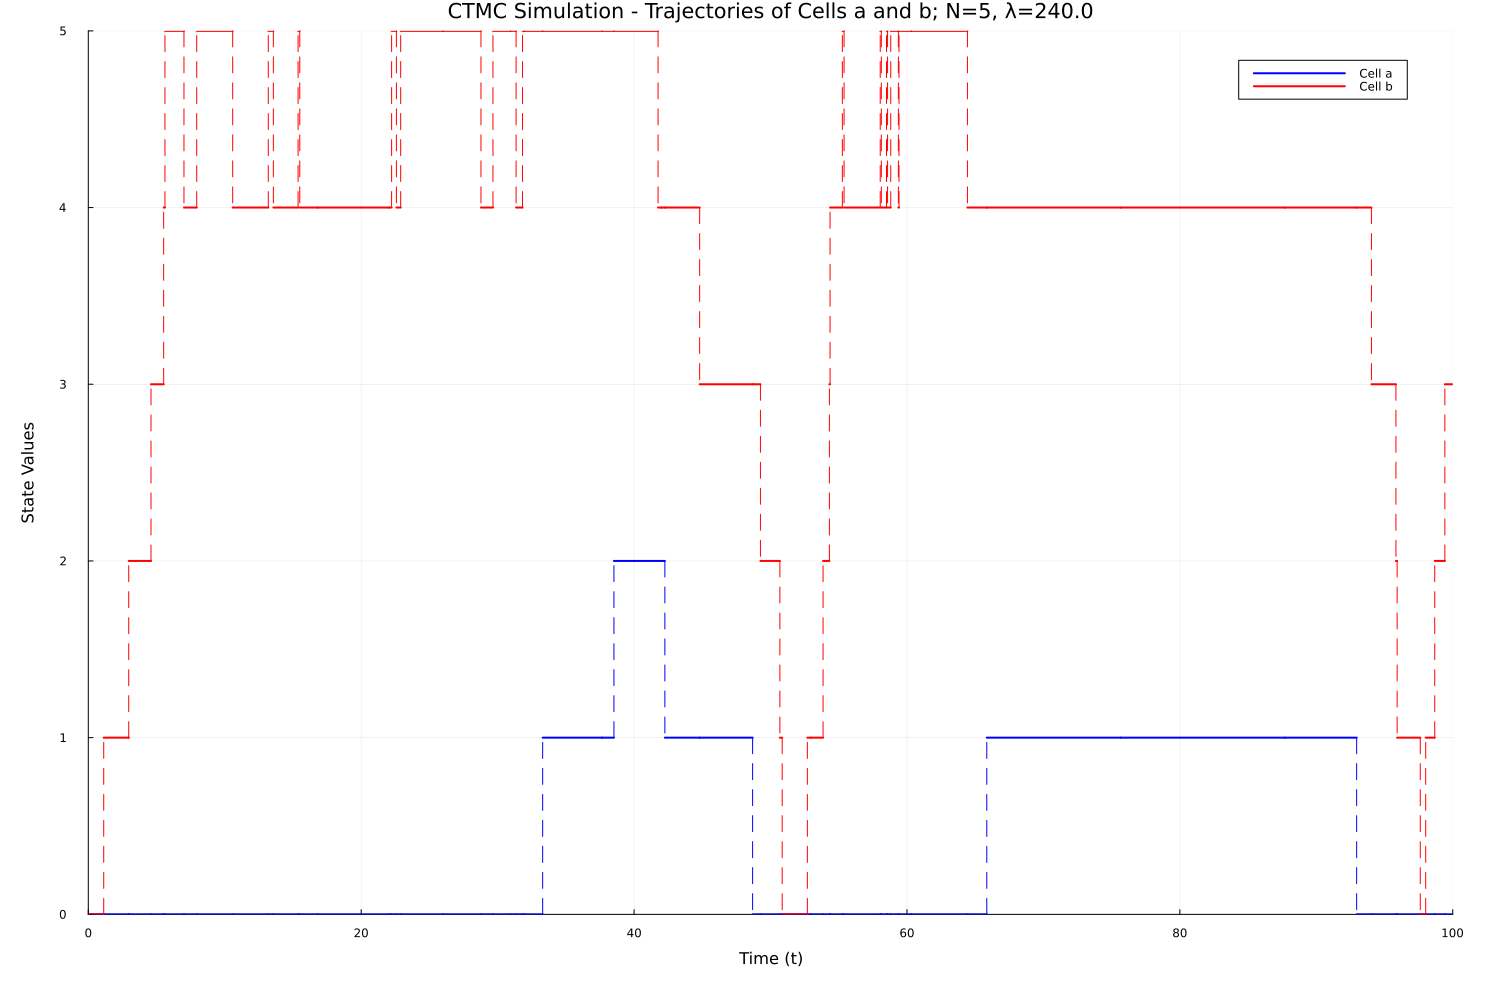 CTMC Simulation - Trajectories of Cells a and b; N=5, λ=240.0
5
4
3
2
1
0
State Values
Cell a
Cell b
0 20 40 60 80 100
Time (t)